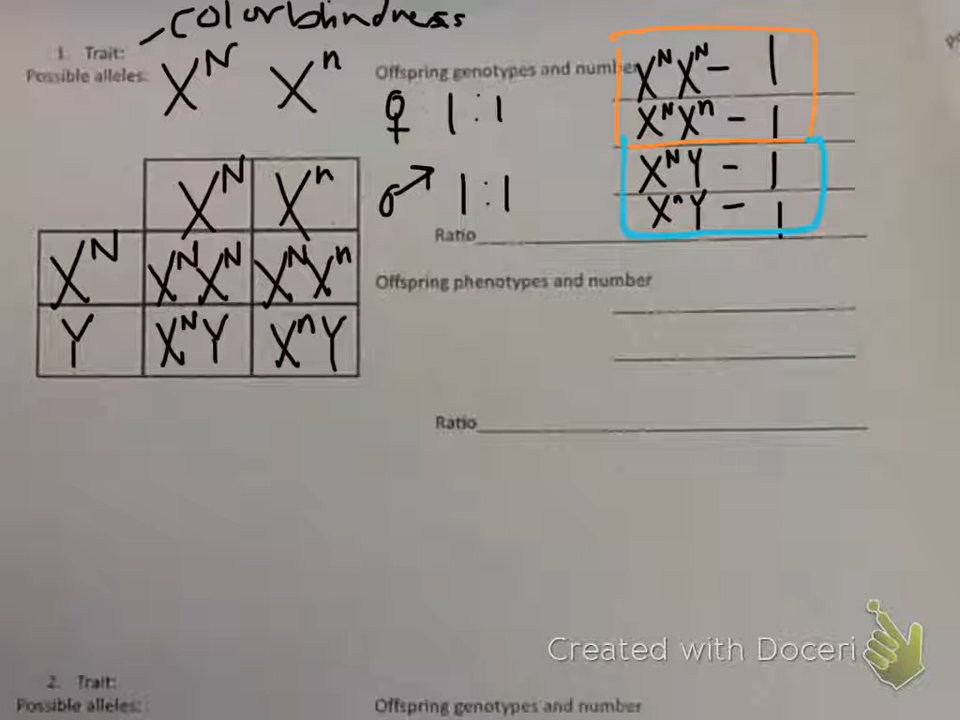 colorblindness
1. Trait:
Possible alleles: X^N X^n
Offspring genotypes and number X^N X^N - 1
♀ 1:1 X^N X^n - 1
X^N Y - 1
♂ 1:1 X^n Y - 1
Ratio
X^N X^n
X^N X^N X^N X^N X^n
Y X^N Y X^n Y
Offspring phenotypes and number
Ratio
Created with Doceri
2. Trait:
Possible alleles:
Offspring genotypes and number